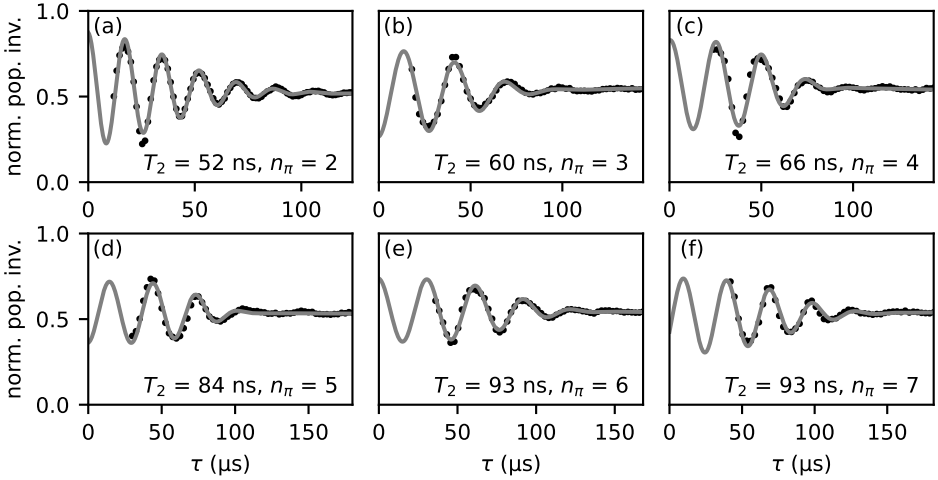 (a) (b) (c)
norm. pop. inv.
1.0
0.5
0.0
T₂ = 52 ns, nπ = 2
T₂ = 60 ns, nπ = 3
T₂ = 66 ns, nπ = 4
0 50 100 0 50 100 0 50 100
(d) (e) (f)
norm. pop. inv.
1.0
0.5
0.0
T₂ = 84 ns, nπ = 5
T₂ = 93 ns, nπ = 6
T₂ = 93 ns, nπ = 7
0 50 100 150 0 50 100 150 0 50 100 150
τ (μs) τ (μs) τ (μs)